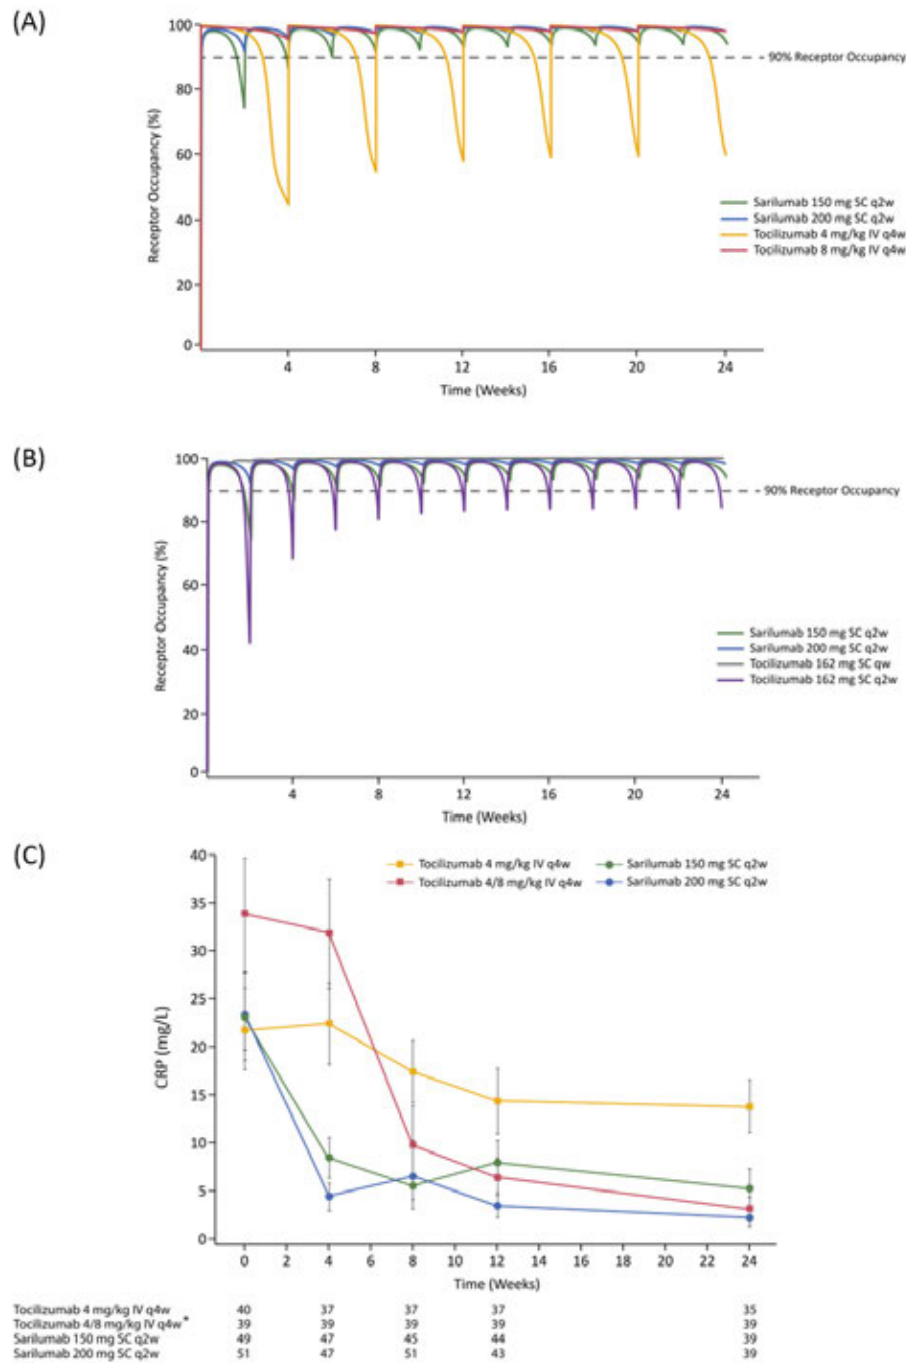 (A)
100
80
60
40
20
0
90% Receptor Occupancy
Receptor Occupancy (%)
Sarilumab 150 mg SC q2w
Sarilumab 200 mg SC q2w
Tocilizumab 4 mg/kg IV q4w
Tocilizumab 8 mg/kg IV q4w
4 8 12 16 20 24
Time (Weeks)
(B)
100
80
60
40
20
0
90% Receptor Occupancy
Receptor Occupancy (%)
Sarilumab 150 mg SC q2w
Sarilumab 200 mg SC q2w
Tocilizumab 162 mg SC qw
Tocilizumab 162 mg SC q2w
4 8 12 16 20 24
Time (Weeks)
(C)
40
35
30
25
20
15
10
5
0
CRP (mg/L)
Tocilizumab 4 mg/kg IV q4w Sarilumab 150 mg SC q2w
Tocilizumab 4/8 mg/kg IV q4w Sarilumab 200 mg SC q2w
0 2 4 6 8 10 12 14 16 18 20 22 24
Time (Weeks)
Tocilizumab 4 mg/kg IV q4w 40 37 37 37 35
Tocilizumab 4/8 mg/kg IV q4w* 39 39 39 39 39
Sarilumab 150 mg SC q2w 49 47 45 44 39
Sarilumab 200 mg SC q2w 51 47 51 43 39